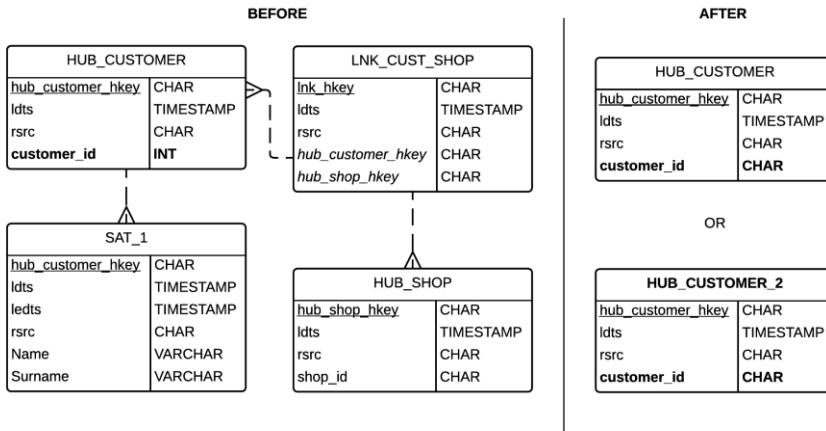 BEFORE
AFTER
HUB_CUSTOMER
hub_customer_hkey CHAR
ldts TIMESTAMP
rsrc CHAR
customer_id INT
LNK_CUST_SHOP
lnk_hkey CHAR
ldts TIMESTAMP
rsrc CHAR
hub_customer_hkey CHAR
hub_shop_hkey CHAR
SAT_1
hub_customer_hkey CHAR
ldts TIMESTAMP
ledts TIMESTAMP
rsrc CHAR
Name VARCHAR
Surname VARCHAR
HUB_SHOP
hub_shop_hkey CHAR
ldts TIMESTAMP
rsrc CHAR
shop_id CHAR
HUB_CUSTOMER
hub_customer_hkey CHAR
ldts TIMESTAMP
rsrc CHAR
customer_id CHAR
OR
HUB_CUSTOMER_2
hub_customer_hkey CHAR
ldts TIMESTAMP
rsrc CHAR
customer_id CHAR